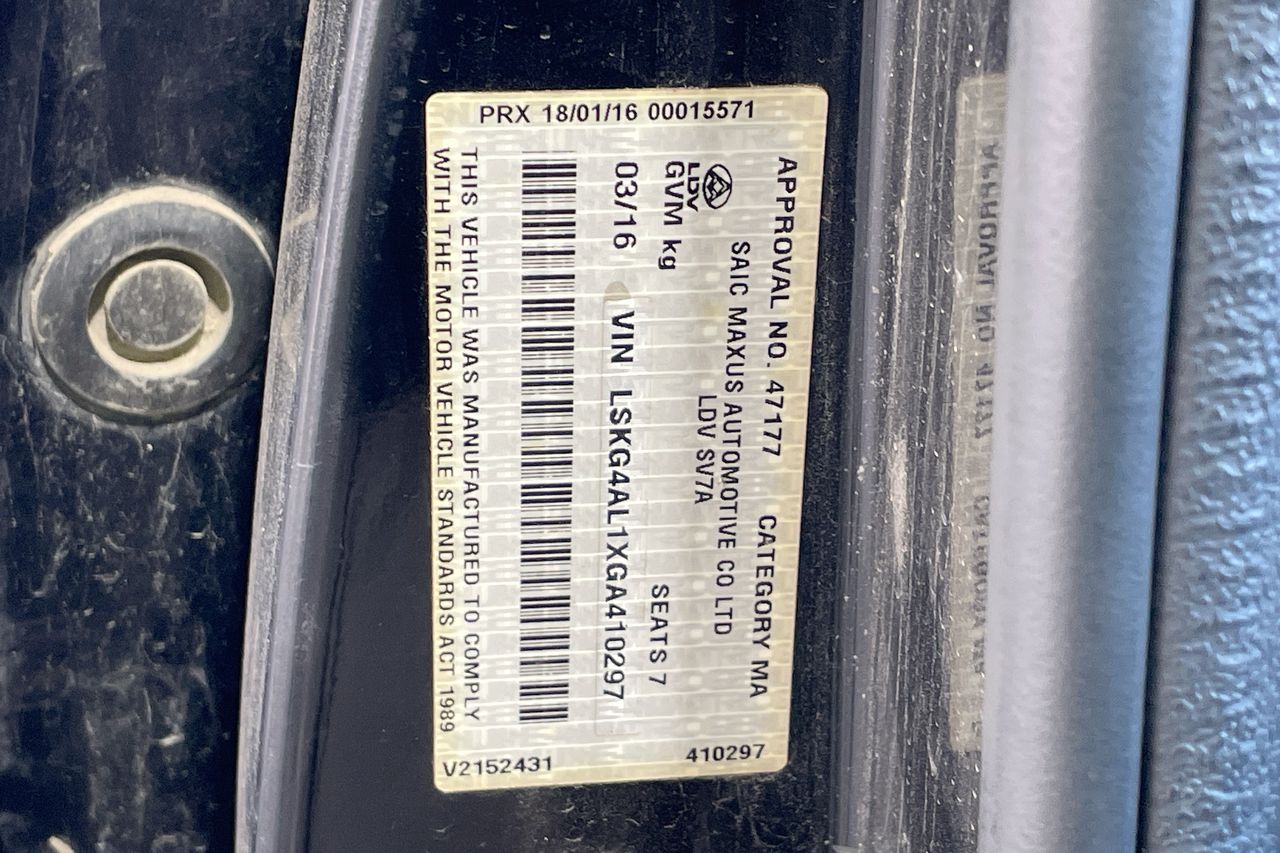 PRX 18/01/16 00015571
APPROVAL NO. 47177 CATEGORY MA
SAIC MAXUS AUTOMOTIVE CO LTD
LDV
LDV SV7A
GVM kg SEATS 7
03/16 VIN LSKG4AL1XGA410297
THIS VEHICLE WAS MANUFACTURED TO COMPLY
WITH THE MOTOR VEHICLE STANDARDS ACT 1989
V2152431 410297